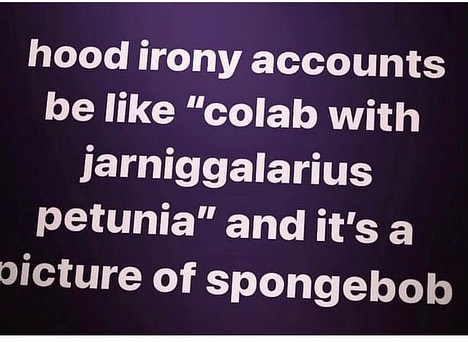 hood irony accounts
be like “colab with
jarniggalarius
petunia” and it’s a
picture of spongebob